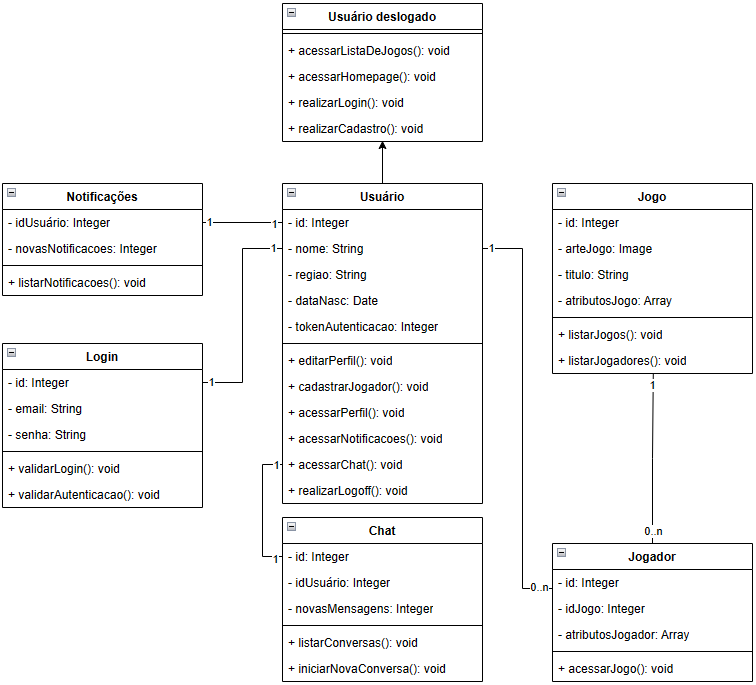 Usuário deslogado
+ acessarListaDeJogos(): void
+ acessarHomepage(): void
+ realizarLogin(): void
+ realizarCadastro(): void
Notificações
- idUsuário: Integer
- novasNotificacoes: Integer
+ listarNotificacoes(): void
1
1
Usuário
- id: Integer
- nome: String
- regiao: String
- dataNasc: Date
- tokenAutenticacao: Integer
+ editarPerfil(): void
+ cadastrarJogador(): void
+ acessarPerfil(): void
+ acessarNotificacoes(): void
+ acessarChat(): void
+ realizarLogoff(): void
1
1
1
1
1
Jogo
- id: Integer
- arteJogo: Image
- titulo: String
- atributosJogo: Array
+ listarJogos(): void
+ listarJogadores(): void
1
0..n
Login
- id: Integer
- email: String
- senha: String
+ validarLogin(): void
+ validarAutenticacao(): void
Chat
- id: Integer
- idUsuário: Integer
- novasMensagens: Integer
+ listarConversas(): void
+ iniciarNovaConversa(): void
0..n
Jogador
- id: Integer
- idJogo: Integer
- atributosJogador: Array
+ acessarJogo(): void